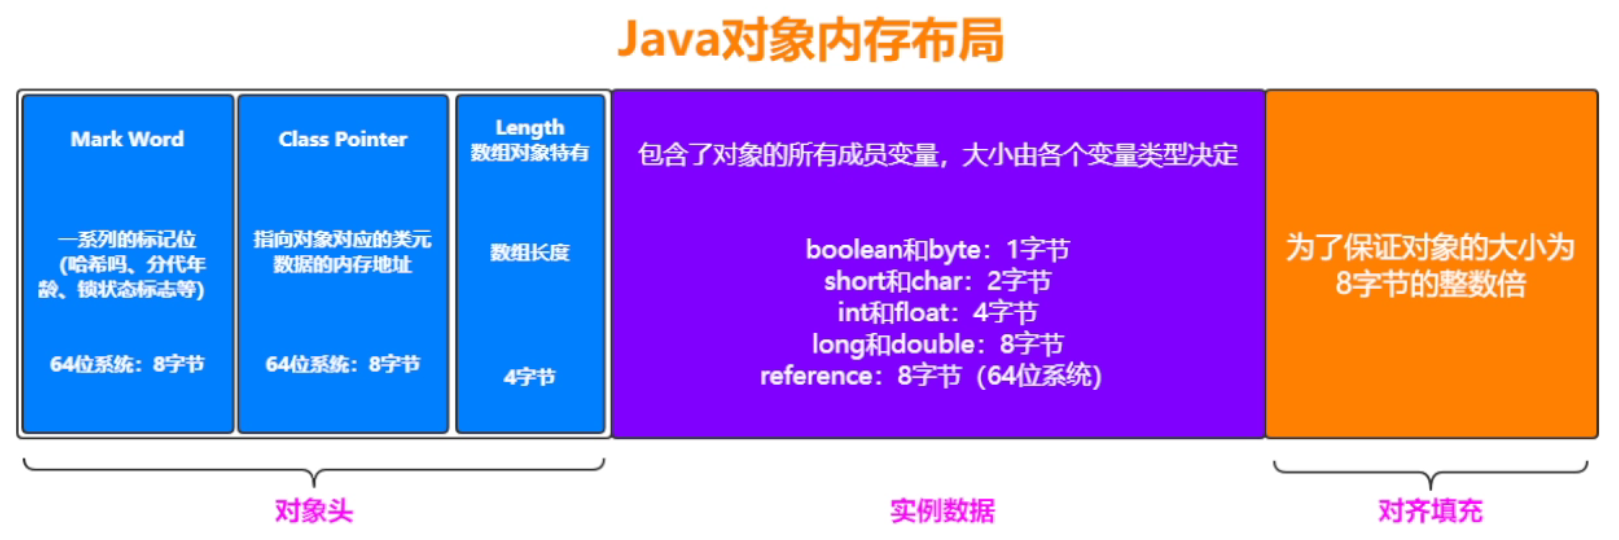 Java对象内存布局
Mark Word
一系列的标记位
(哈希吗、分代年
龄、锁状态标志等)
64位系统：8字节
Class Pointer
指向对象对应的类元
数据的内存地址
64位系统：8字节
Length
数组对象特有
数组长度
4字节
包含了对象的所有成员变量，大小由各个变量类型决定
boolean和byte：1字节
short和char：2字节
int和float：4字节
long和double：8字节
reference：8字节（64位系统）
为了保证对象的大小为
8字节的整数倍
对象头
实例数据
对齐填充